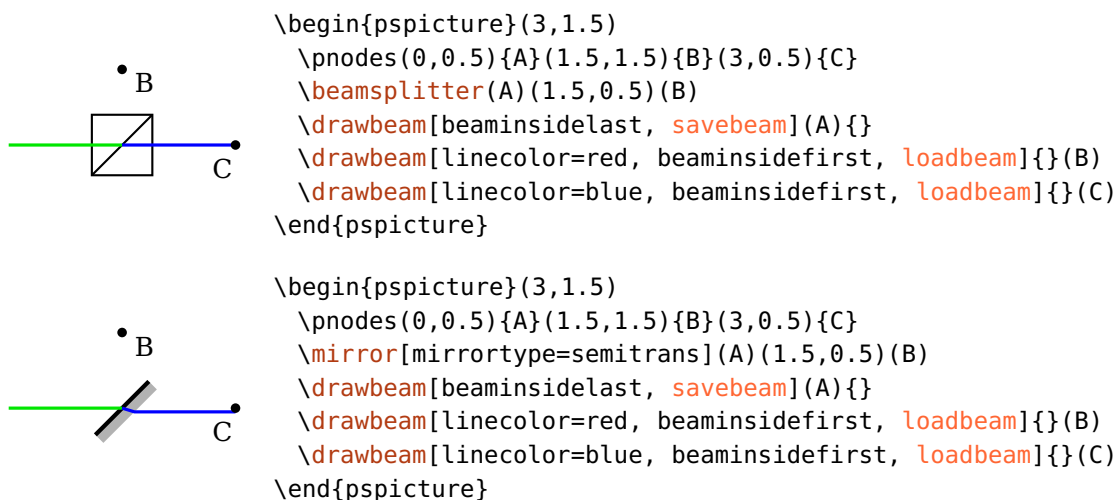 \begin{pspicture}(3,1.5)
\pnodes(0,0.5){A}(1.5,1.5){B}(3,0.5){C}
\beamsplitter(A)(1.5,0.5)(B)
\drawbeam[beaminsidelast, savebeam](A){}
\drawbeam[linecolor=red, beaminsidefirst, loadbeam]{}(B)
\drawbeam[linecolor=blue, beaminsidefirst, loadbeam]{}(C)
\end{pspicture}
B
C
\begin{pspicture}(3,1.5)
\pnodes(0,0.5){A}(1.5,1.5){B}(3,0.5){C}
\mirror[mirrortype=semitrans](A)(1.5,0.5)(B)
\drawbeam[beaminsidelast, savebeam](A){}
\drawbeam[linecolor=red, beaminsidefirst, loadbeam]{}(B)
\drawbeam[linecolor=blue, beaminsidefirst, loadbeam]{}(C)
\end{pspicture}
B
C